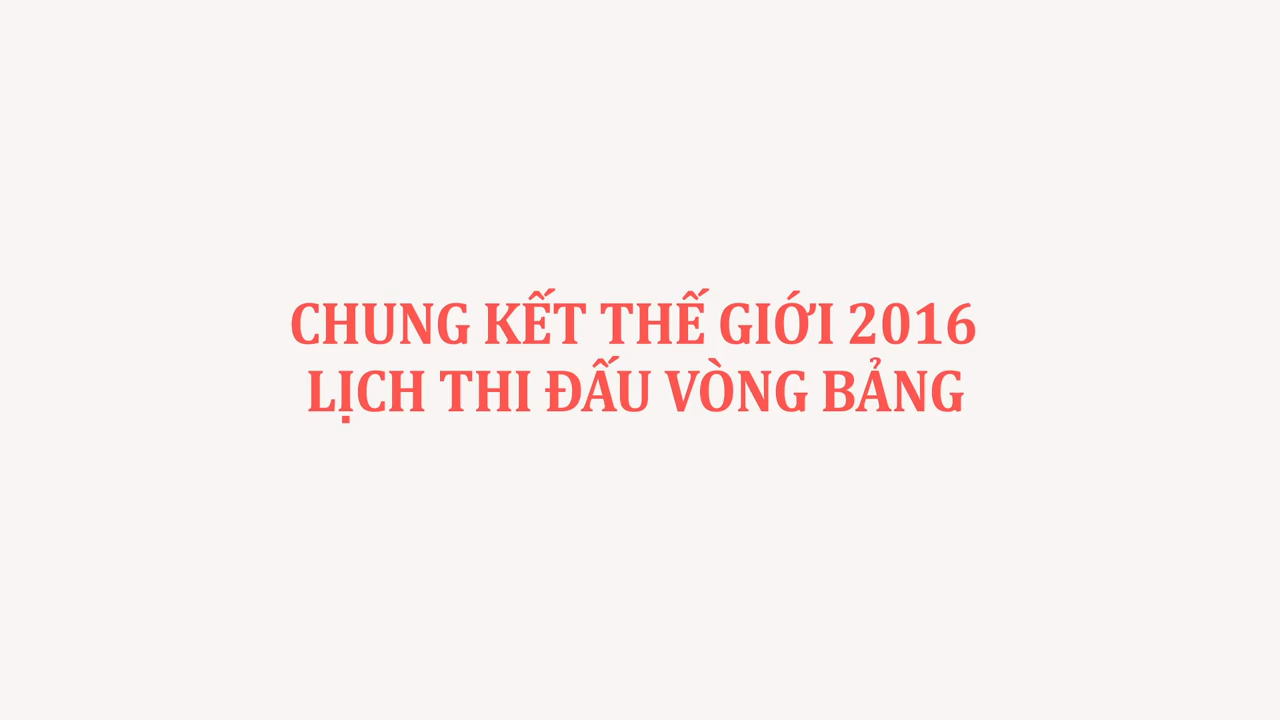 CHUNG KẾT THẾ GIỚI 2016
LỊCH THI ĐẤU VÒNG BẢNG